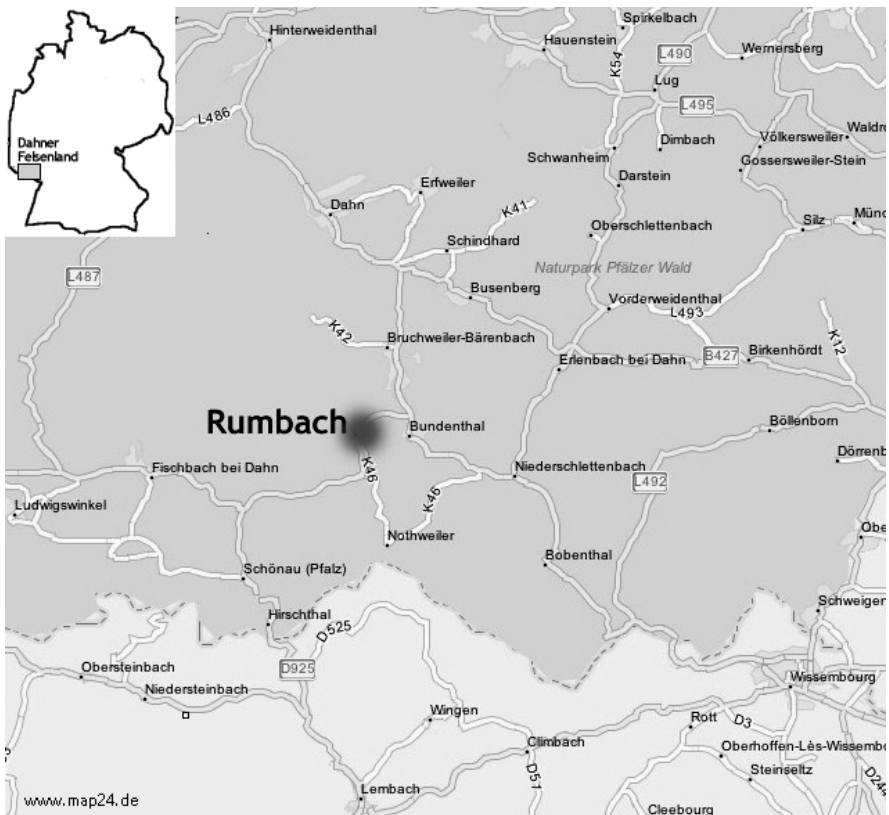 Spirkelbach
Hinterweidenthal
Hauenstein
L490
Wernersberg
K54
Lug
L486
L495
Dahner
Felsenland
Dimbach
Völkersweiler
Schwanheim
Gossersweiler-Stein
Darstein
Erfweiler
Dahn
K41
Silz
Oberschlettenbach
Schindhard
Naturpark Pfälzer Wald
L487
Busenberg
Vorderweidenthal
L493
K42
Bruchweiler-Bärenbach
K12
Birkenhördt
B427
Erlenbach bei Dahn
Rumbach
Bundenthal
Böllenborn
Fischbach bei Dahn
K46
Niederschlettenbach
L492
K46
Ludwigswinkel
Nothweiler
Bobenthal
Schönau (Pfalz)
Hirschthal
D525
D925
Obersteinbach
Wissembourg
Niedersteinbach
Wingen
Rott
D3
Climbach
Oberhoffen-Lès-Wissembo
D51
Steinseltz
D244
Lembach
www.map24.de
Cleebourg